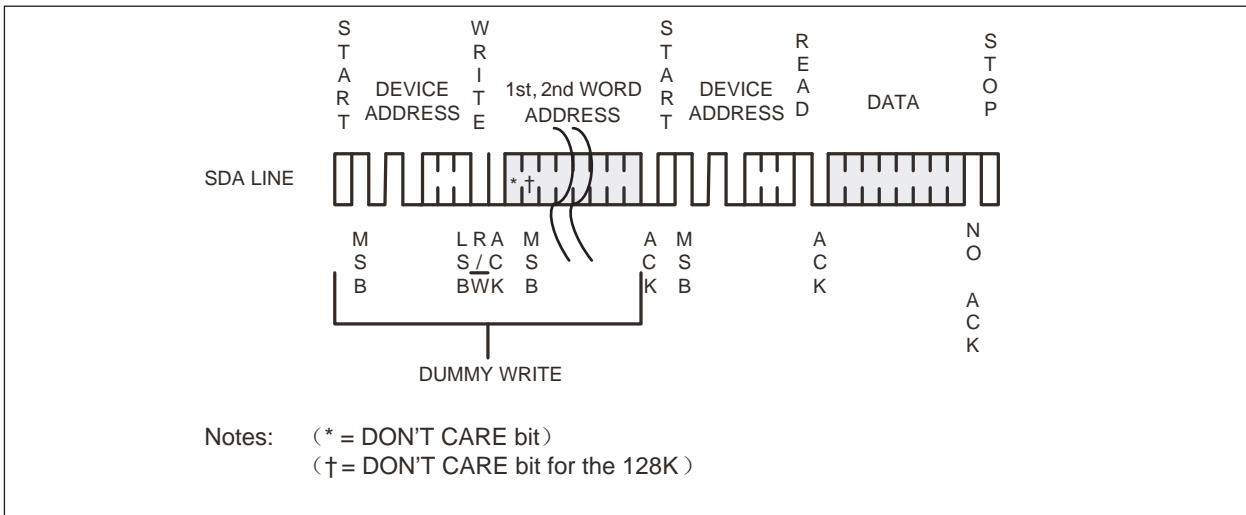 START
WRITE
START
READ
STOP
DEVICE
ADDRESS
1st, 2nd WORD
ADDRESS
DEVICE
ADDRESS
DATA
SDA LINE
* †
MSB
LSB
R/W
ACK
MSB
ACK
MSB
ACK
NO ACK
DUMMY WRITE
Notes: （* = DON'T CARE bit）
（† = DON'T CARE bit for the 128K）